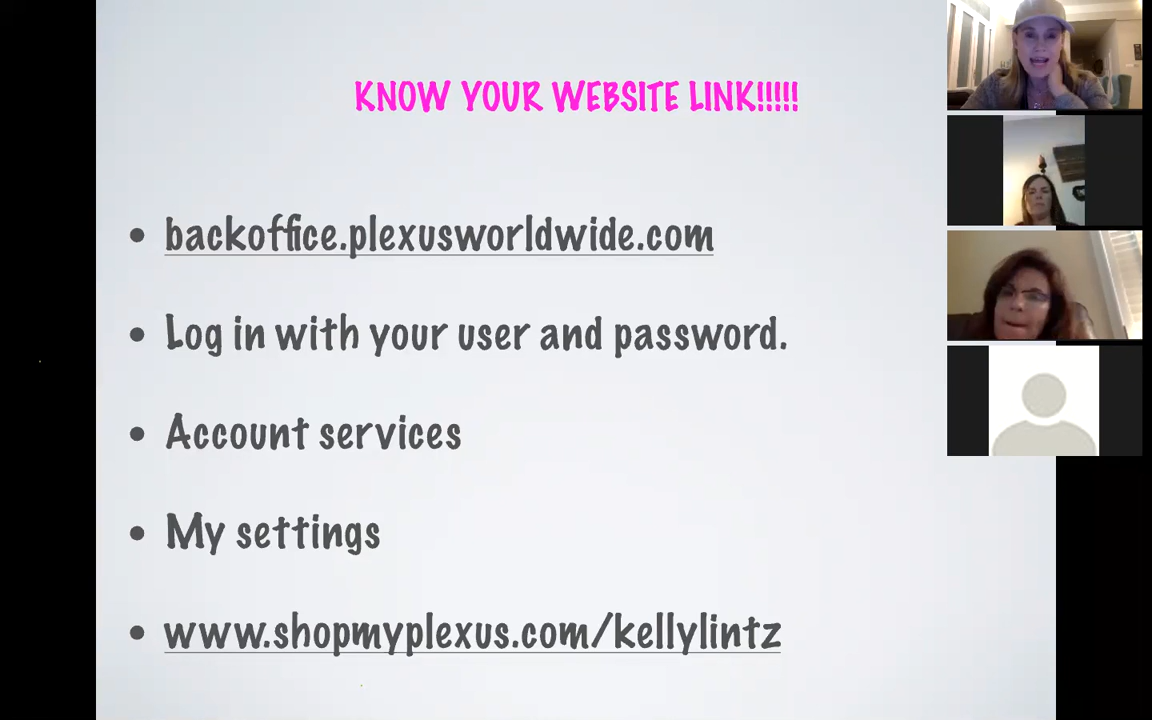 KNOW YOUR WEBSITE LINK!!!!!
• backoffice.plexusworldwide.com
• Log in with your user and password.
• Account services
• My settings
• www.shopmyplexus.com/kellylintz